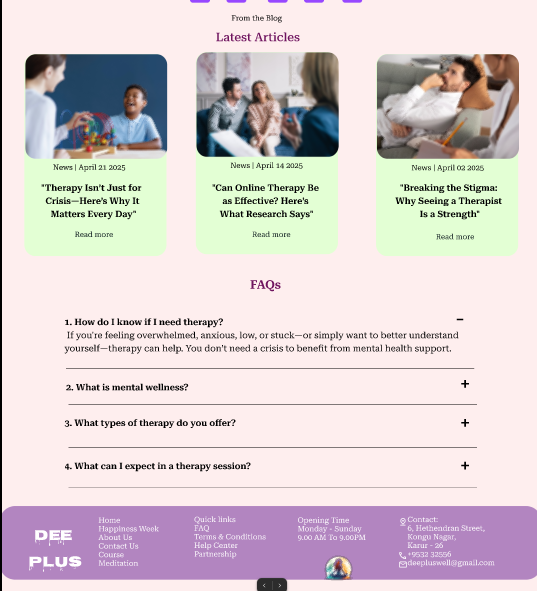 From the Blog
Latest Articles
News | April 21 2025
"Therapy Isn't Just for
Crisis—Here's Why It
Matters Every Day"
Read more
News | April 14 2025
"Can Online Therapy Be
as Effective? Here's
What Research Says"
Read more
News | April 02 2025
"Breaking the Stigma:
Why Seeing a Therapist
Is a Strength"
Read more
FAQs
1. How do I know if I need therapy?
If you're feeling overwhelmed, anxious, low, or stuck—or simply want to better understand
yourself—therapy can help. You don't need a crisis to benefit from mental health support.
2. What is mental wellness?
3. What types of therapy do you offer?
4. What can I expect in a therapy session?
DEE
PLUS
Home
Happiness Week
About Us
Contact Us
Course
Meditation
Quick links
FAQ
Terms & Conditions
Help Center
Partnership
Opening Time
Monday - Sunday
9.00 AM To 9.00PM
Contact:
6, Hethendran Street,
Kongu Nagar,
Karur - 26
+9532 32556
deepluswell@gmail.com